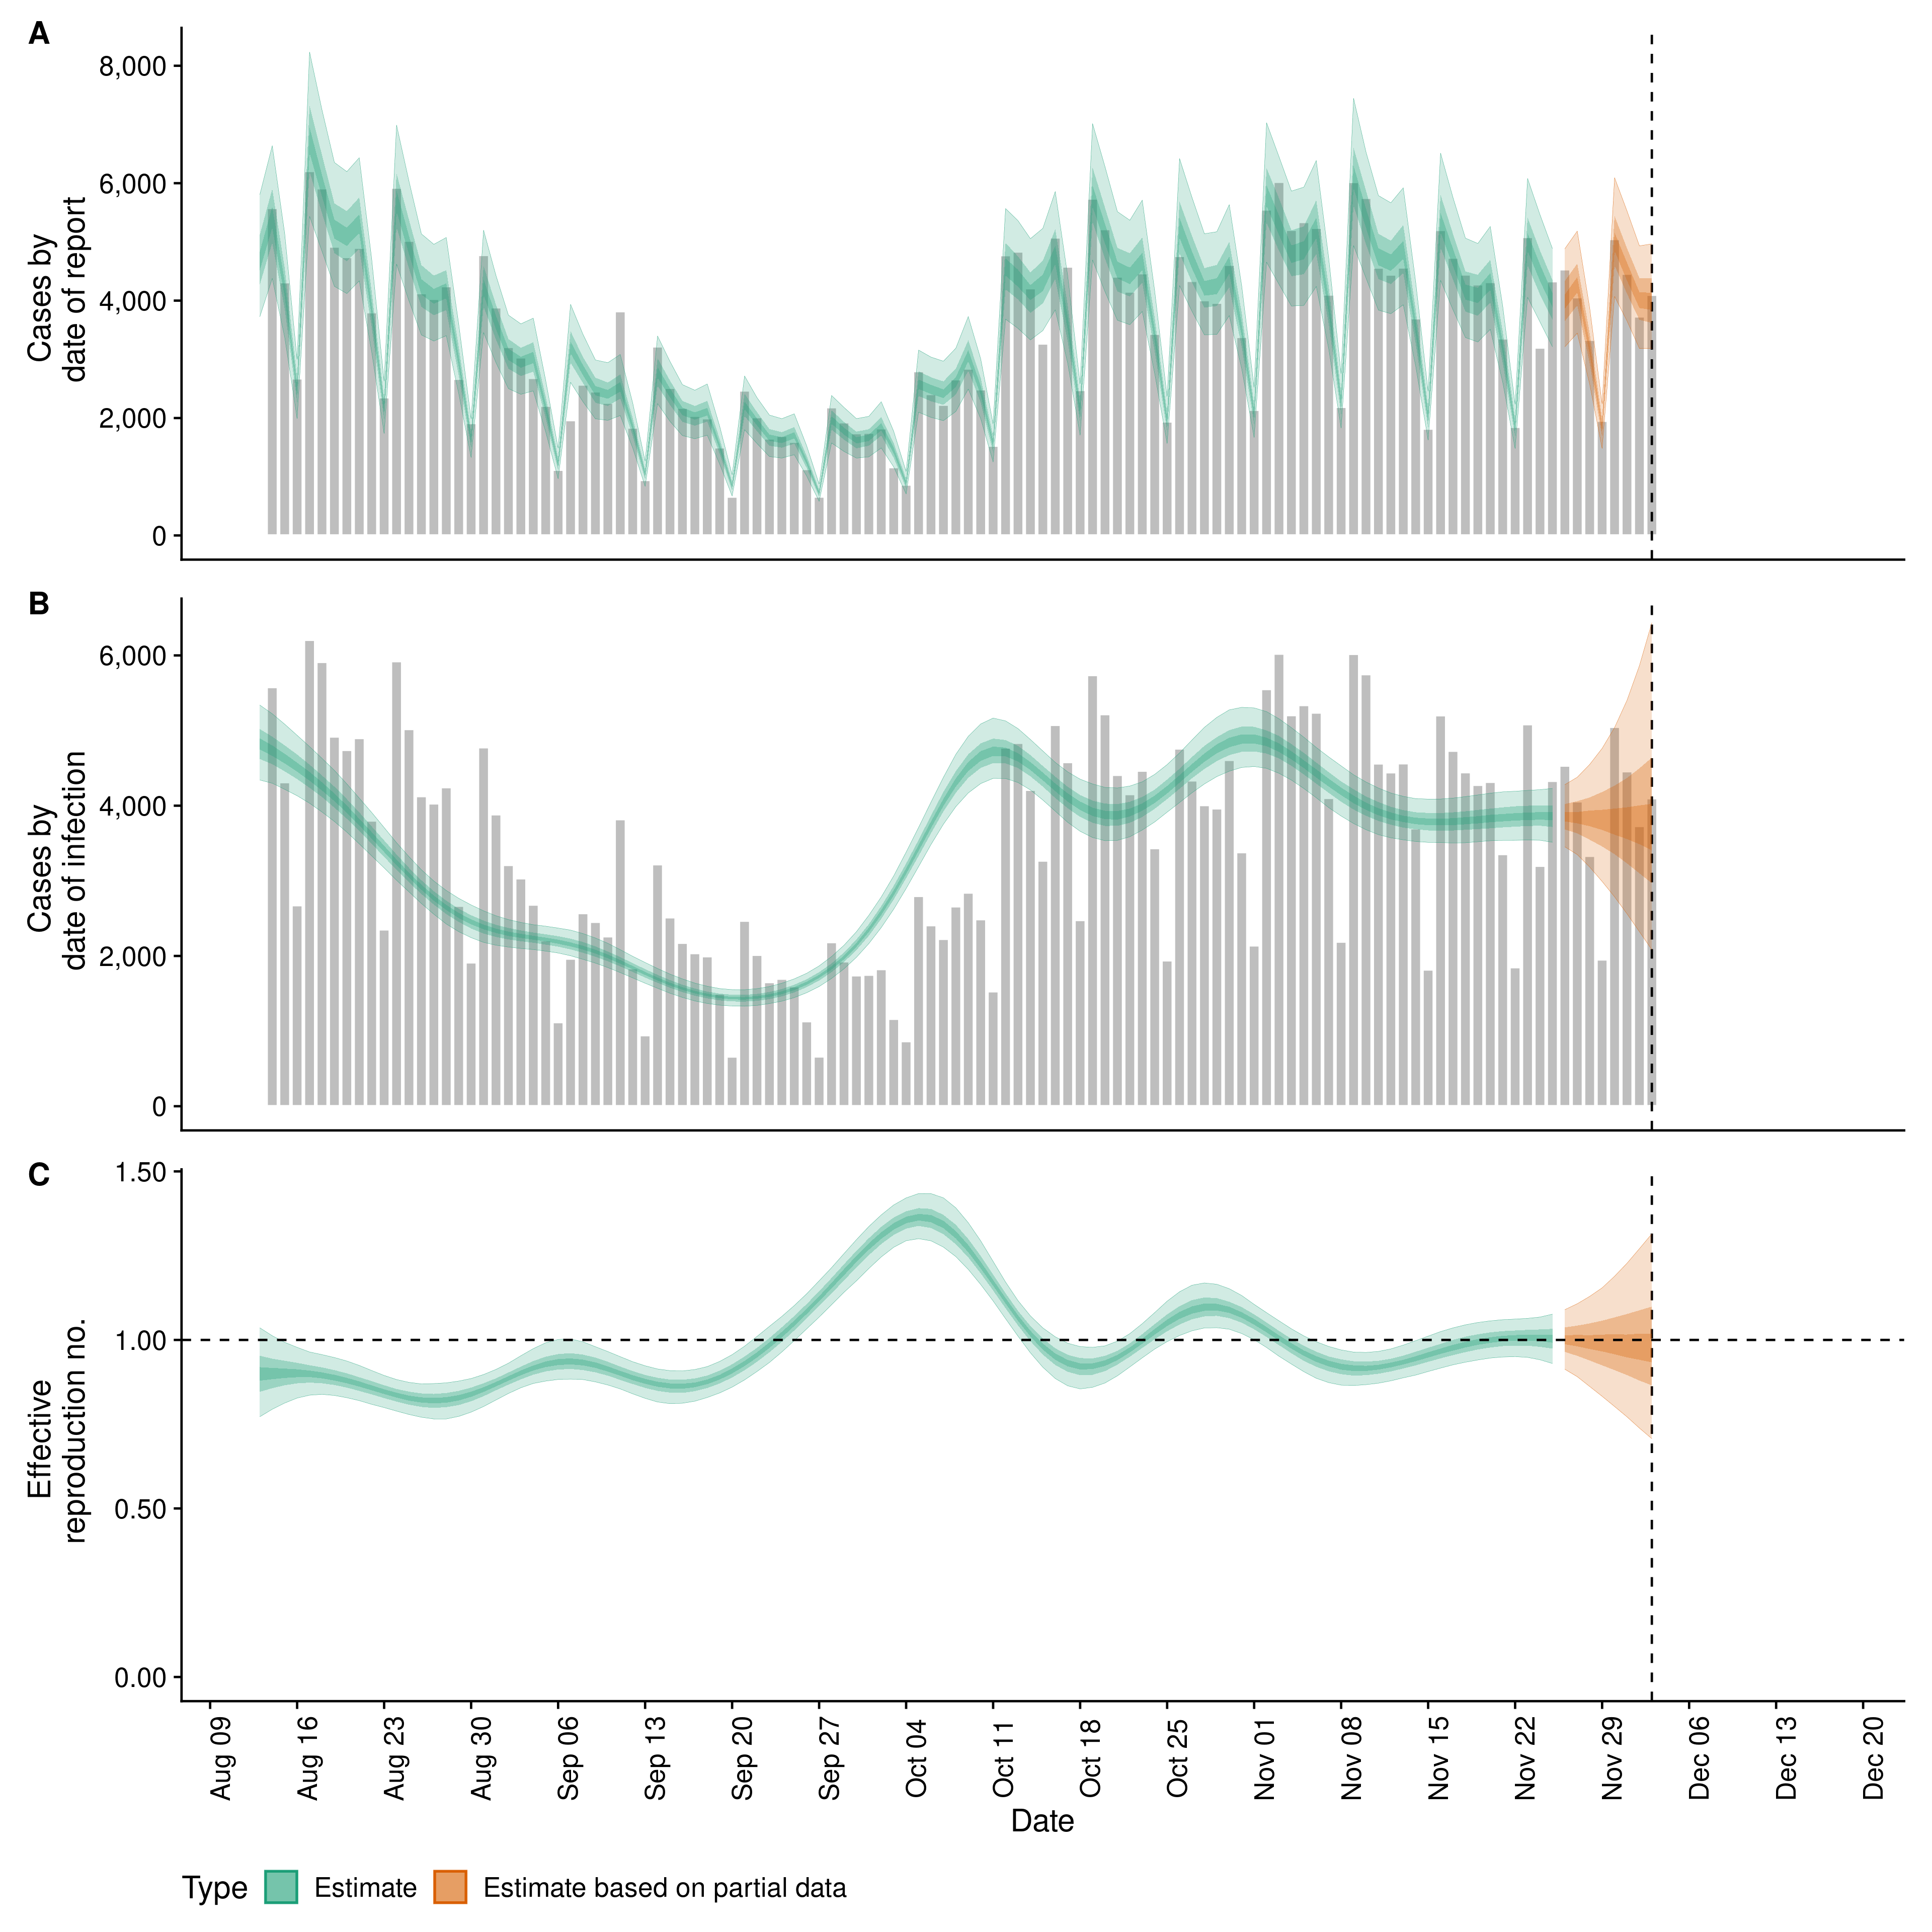 A
8,000
6,000
4,000
2,000
0
Cases by
date of report
B
6,000
4,000
2,000
0
Cases by
date of infection
C
1.50
1.00
0.50
0.00
Effective
reproduction no.
Aug 09
Aug 16
Aug 23
Aug 30
Sep 06
Sep 13
Sep 20
Sep 27
Oct 04
Oct 11
Oct 18
Oct 25
Nov 01
Nov 08
Nov 15
Nov 22
Nov 29
Dec 06
Dec 13
Dec 20
Date
Type Estimate Estimate based on partial data